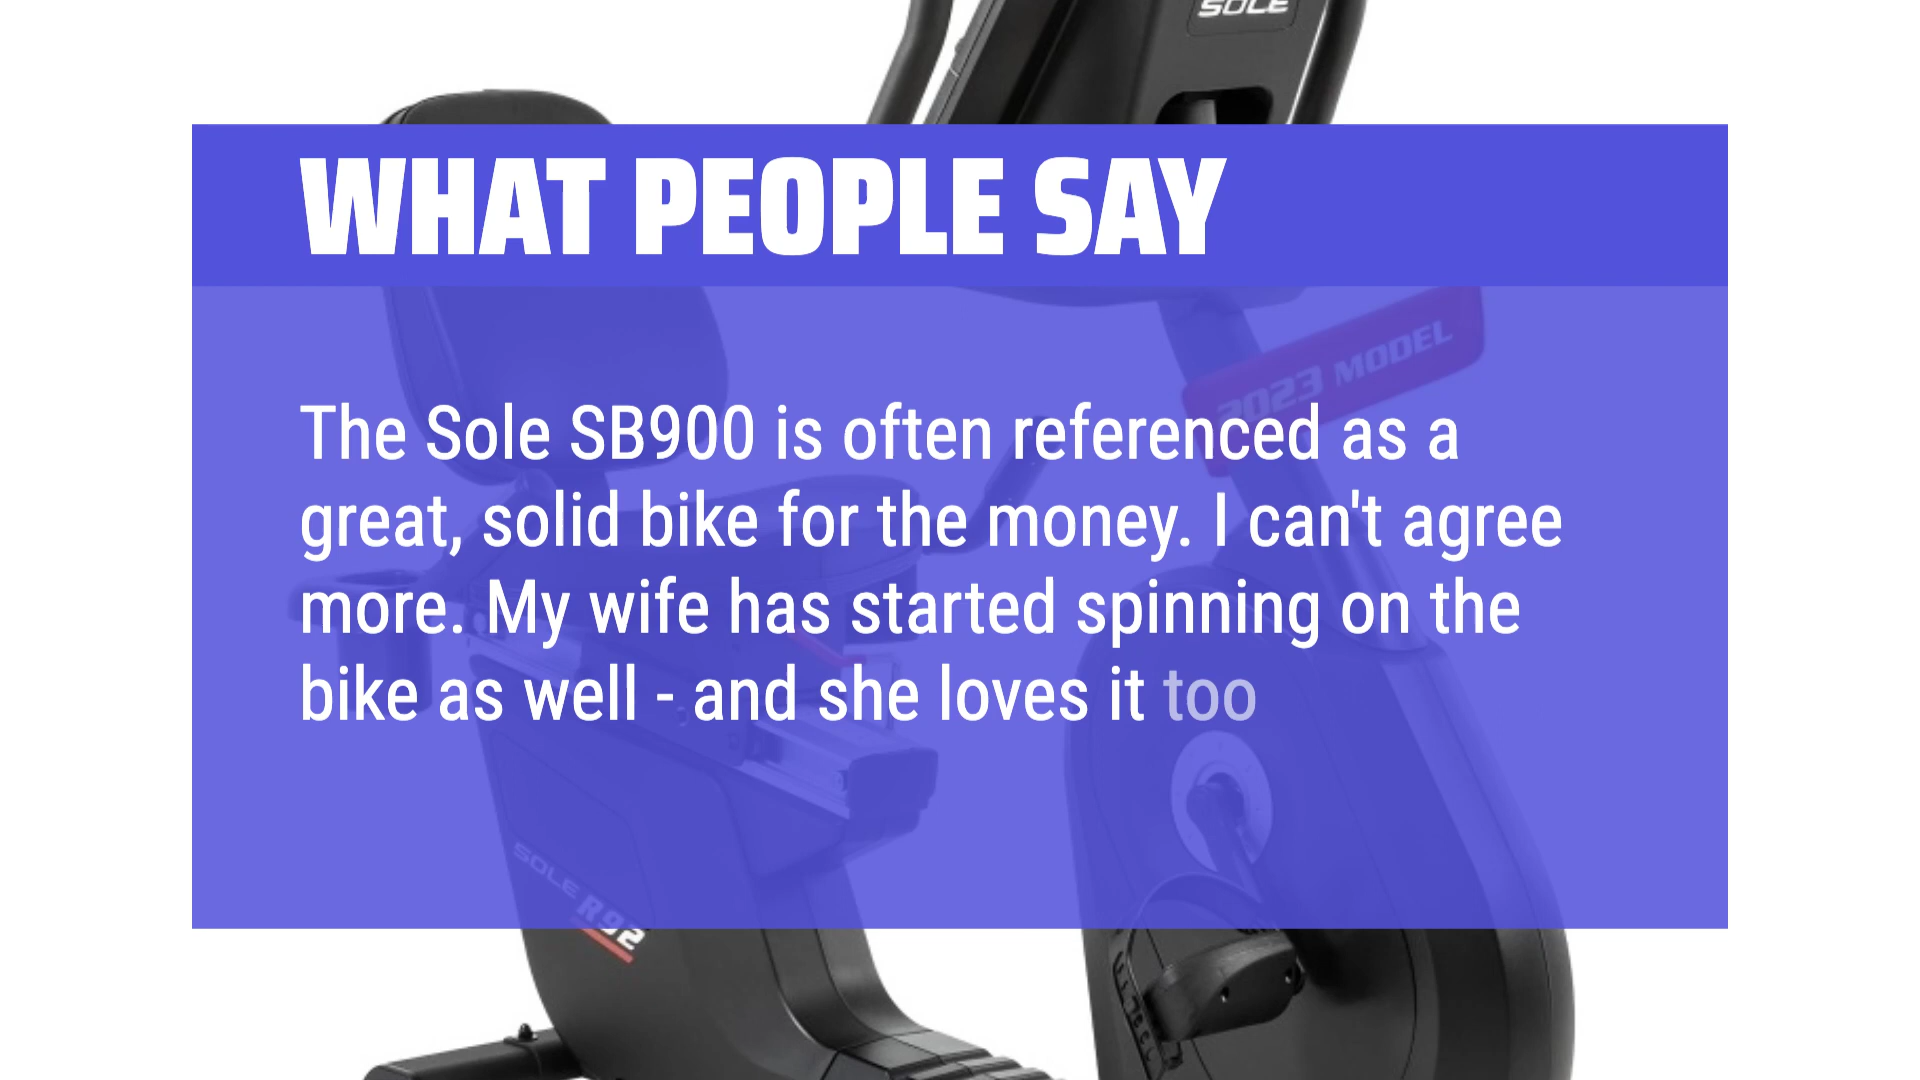 SOLE
WHAT PEOPLE SAY
2023 MODEL
The Sole SB900 is often referenced as a
great, solid bike for the money. I can't agree
more. My wife has started spinning on the
bike as well - and she loves it too
SOLE
R92